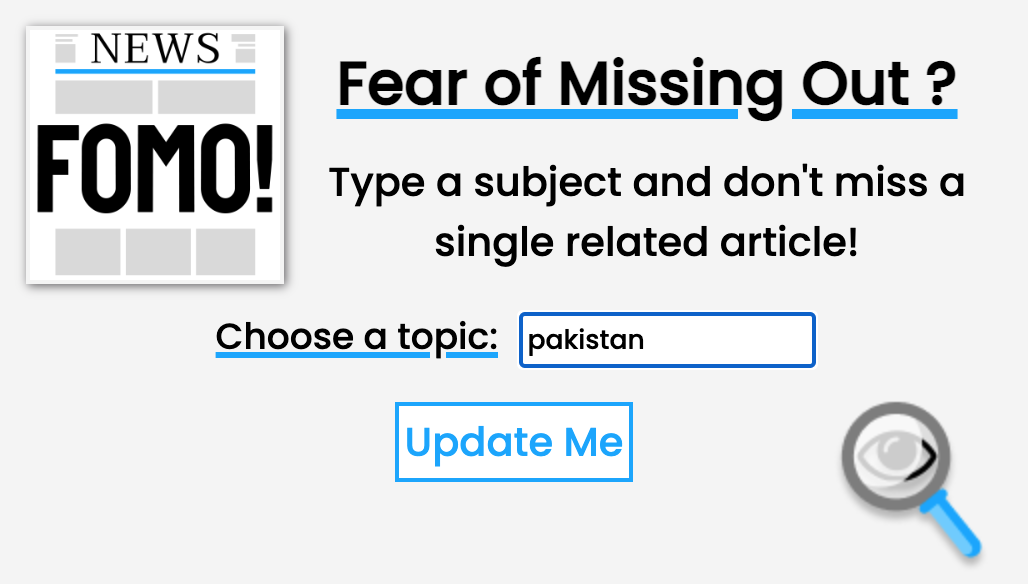 NEWS
FOMO!
Fear of Missing Out ?
Type a subject and don't miss a
single related article!
Choose a topic:
pakistan
Update Me